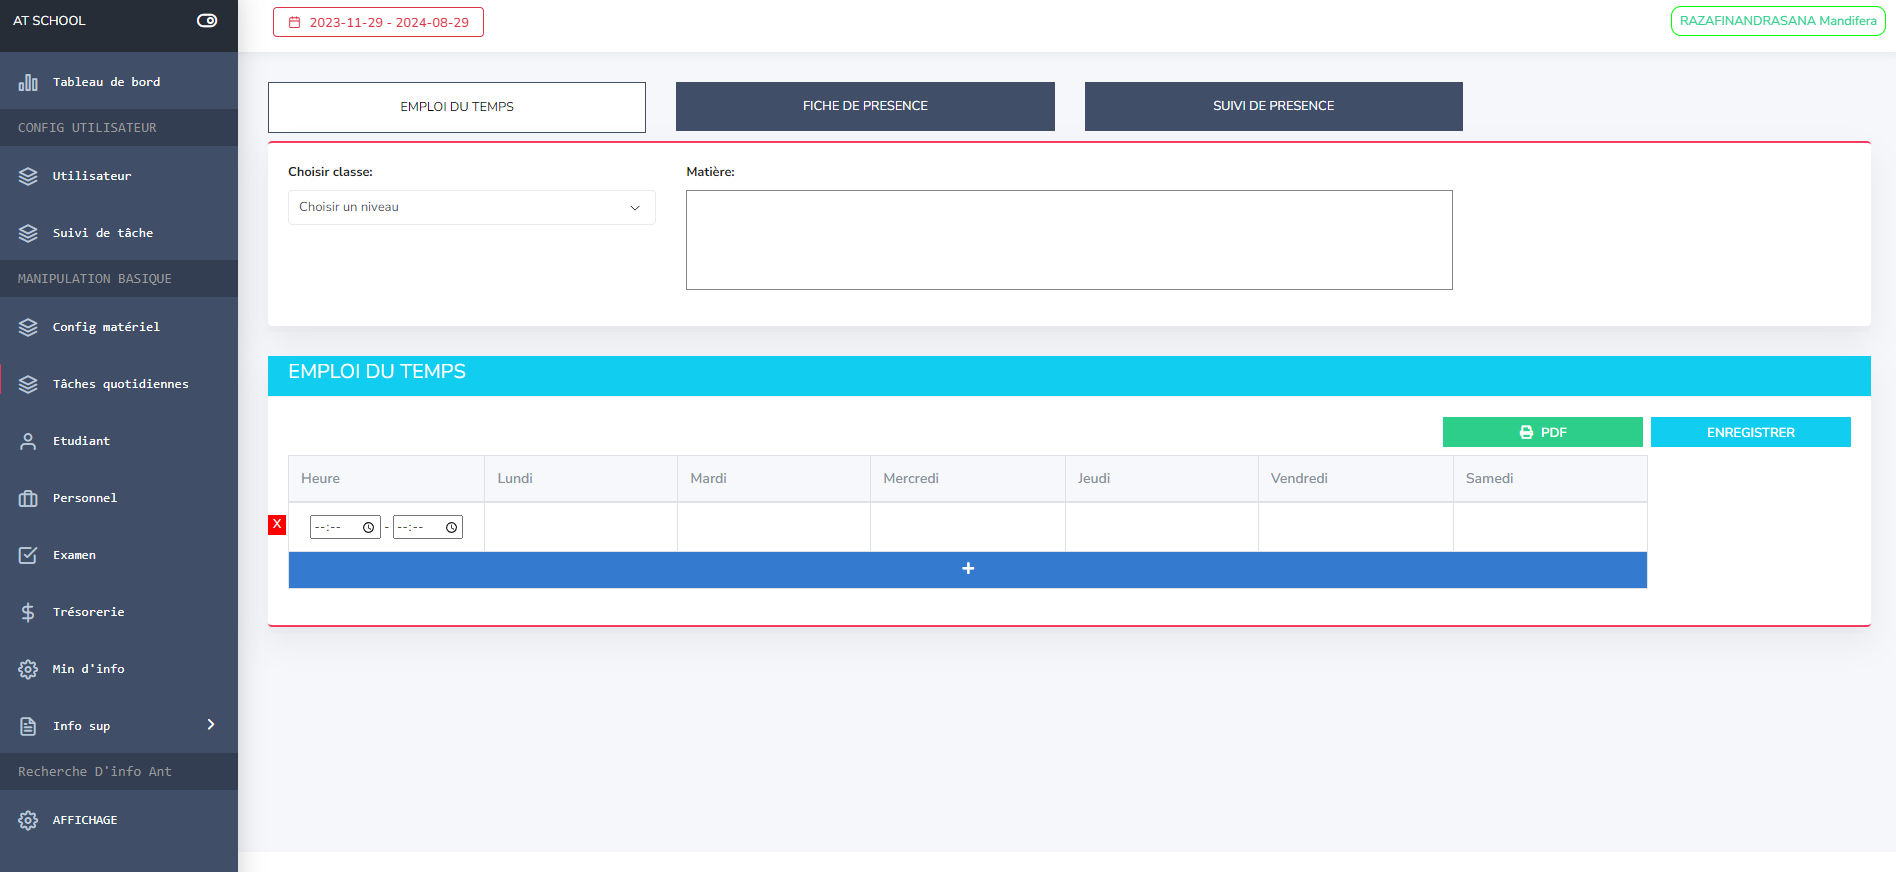 AT SCHOOL
2023-11-29 - 2024-08-29
RAZAFINANDRASANA Mandifera
Tableau de bord
CONFIG UTILISATEUR
Utilisateur
Suivi de tâche
MANIPULATION BASIQUE
Config matériel
Tâches quotidiennes
Etudiant
Personnel
Examen
Trésorerie
Min d'info
Info sup
Recherche D'info Ant
AFFICHAGE
EMPLOI DU TEMPS
FICHE DE PRESENCE
SUIVI DE PRESENCE
Choisir classe:
Choisir un niveau
Matière:
EMPLOI DU TEMPS
PDF
ENREGISTRER
Heure Lundi Mardi Mercredi Jeudi Vendredi Samedi
X --:-- - --:--
+